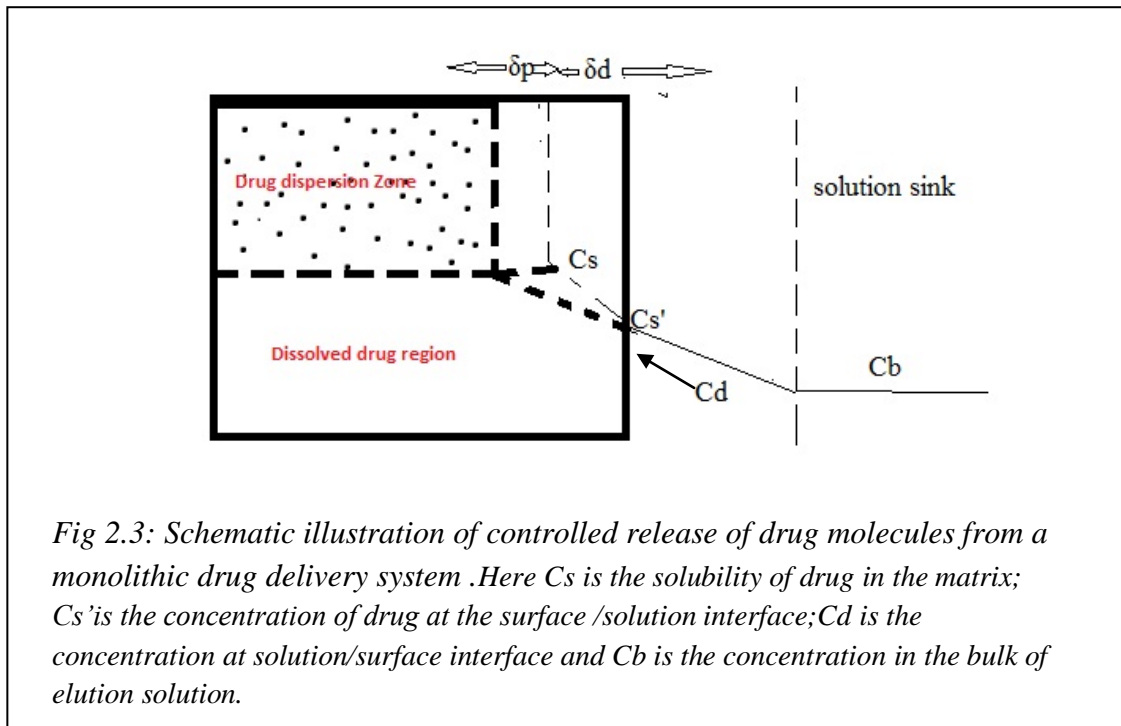 δp δd
solution sink
Drug dispersion Zone
Cs
Cs'
Dissolved drug region
Cb
Cd
Fig 2.3: Schematic illustration of controlled release of drug molecules from a
monolithic drug delivery system .Here Cs is the solubility of drug in the matrix;
Cs’is the concentration of drug at the surface /solution interface;Cd is the
concentration at solution/surface interface and Cb is the concentration in the bulk of
elution solution.